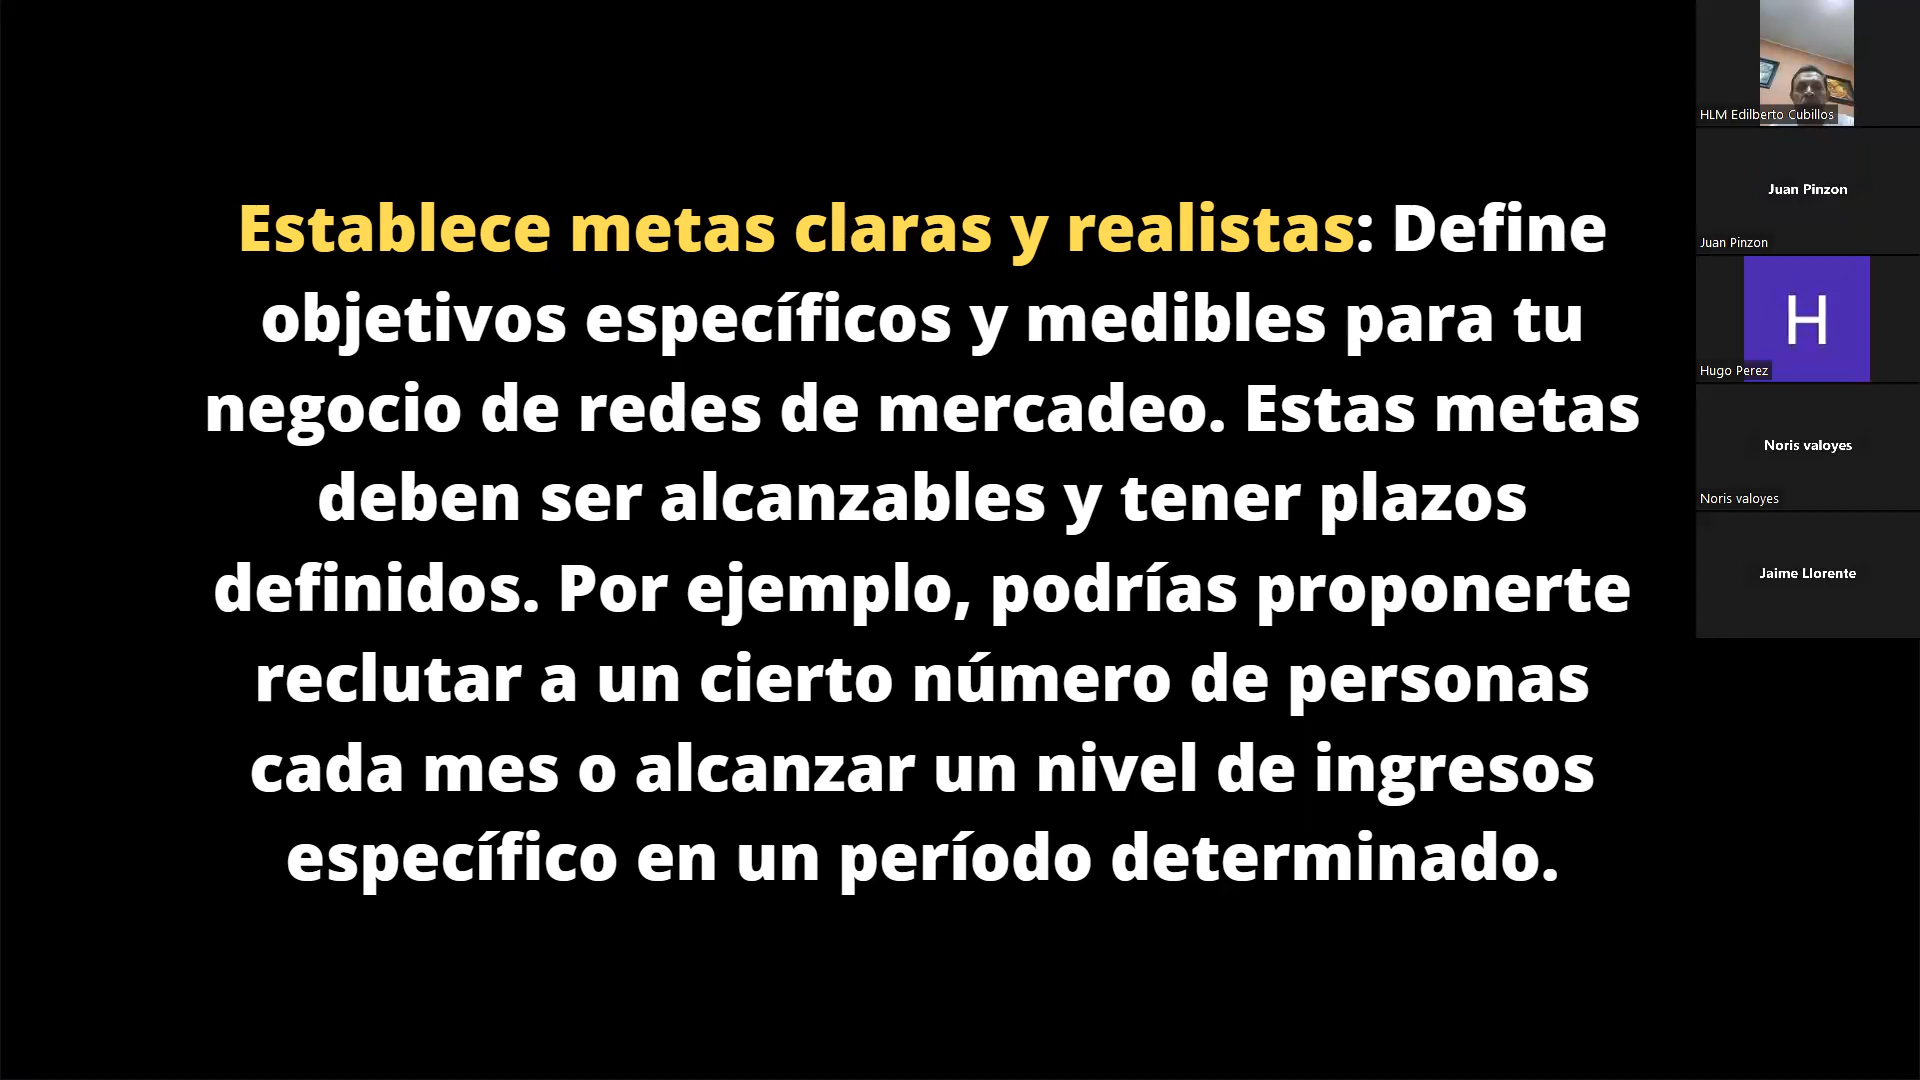 Establece metas claras y realistas: Define
objetivos específicos y medibles para tu
negocio de redes de mercadeo. Estas metas
deben ser alcanzables y tener plazos
definidos. Por ejemplo, podrías proponerte
reclutar a un cierto número de personas
cada mes o alcanzar un nivel de ingresos
específico en un período determinado.
HLM Edilberto Cubillos
Juan Pinzon
Juan Pinzon
H
Hugo Perez
Noris valoyes
Noris valoyes
Jaime Llorente